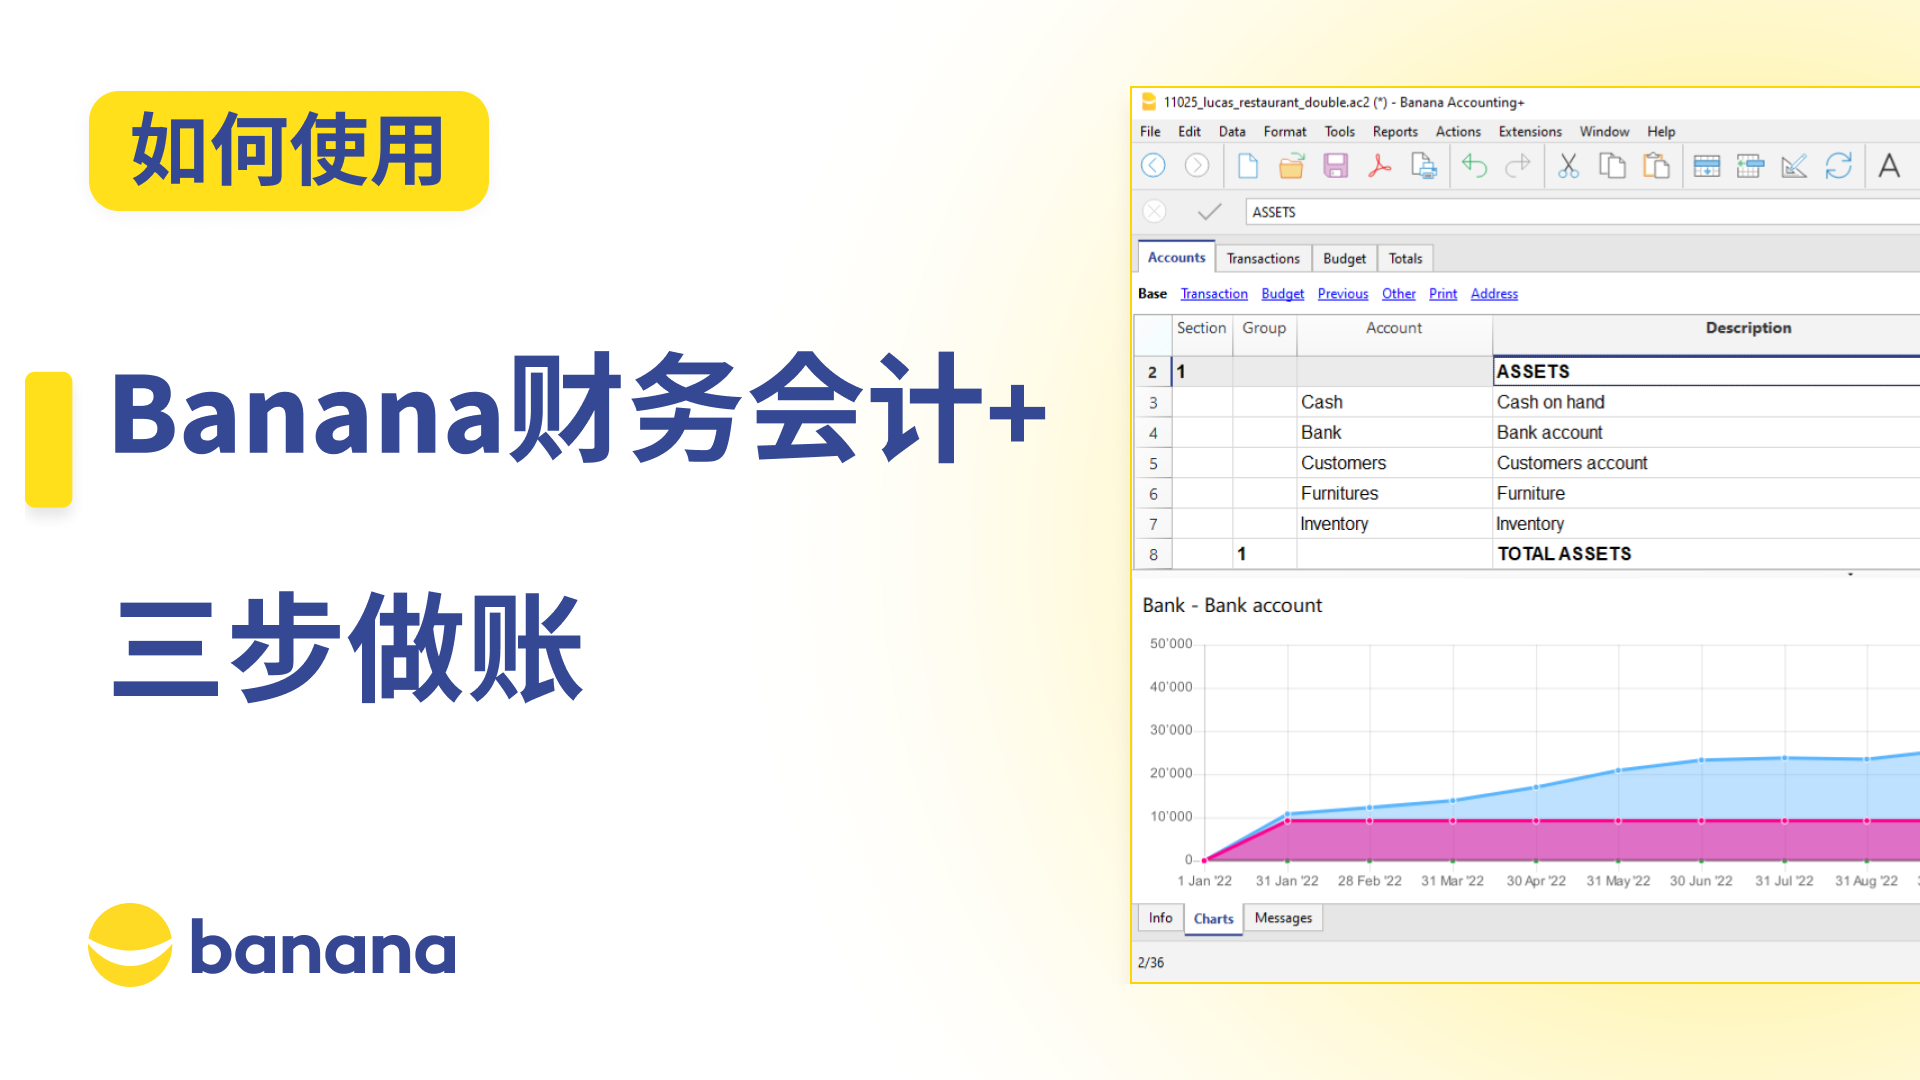 如何使用
Banana财务会计+
三步做账
banana
11025_lucas_restaurant_double.ac2 (*) - Banana Accounting+
File Edit Data Format Tools Reports Actions Extensions Window Help
A
ASSETS
Accounts Transactions Budget Totals
Base Transaction Budget Previous Other Print Address
Section Group Account Description
2 1 ASSETS
3 Cash Cash on hand
4 Bank Bank account
5 Customers Customers account
6 Furnitures Furniture
7 Inventory Inventory
8 1 TOTAL ASSETS
Bank - Bank account
50'000
40'000
30'000
20'000
10'000
0
1 Jan '22 31 Jan '22 28 Feb '22 31 Mar '22 30 Apr '22 31 May '22 30 Jun '22 31 Jul '22 31 Aug '22
Info Charts Messages
2/36